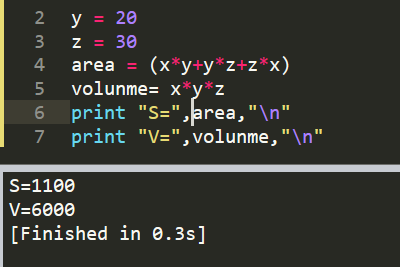 2 y = 20
3 z = 30
4 area = (x*y+y*z+z*x)
5 volunme= x*y*z
6 print "S=",area,"\n"
7 print "V=",volunme,"\n"
S=1100
V=6000
[Finished in 0.3s]